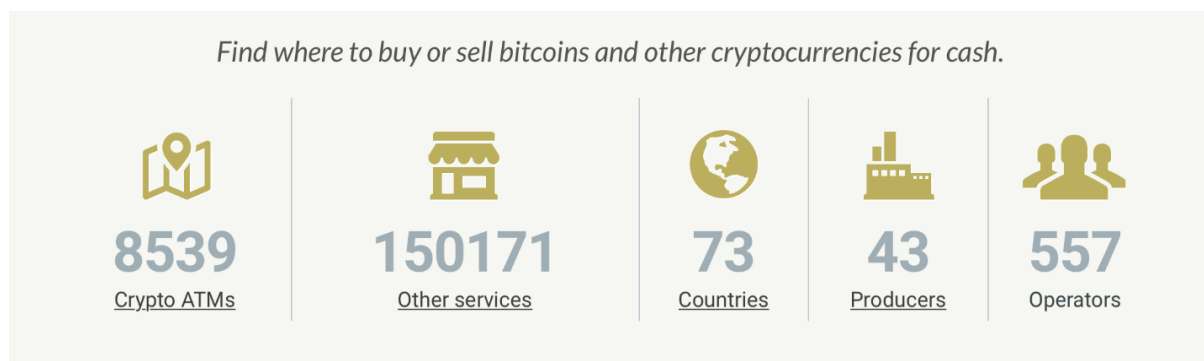 Find where to buy or sell bitcoins and other cryptocurrencies for cash.
8539
Crypto ATMs
150171
Other services
73
Countries
43
Producers
557
Operators